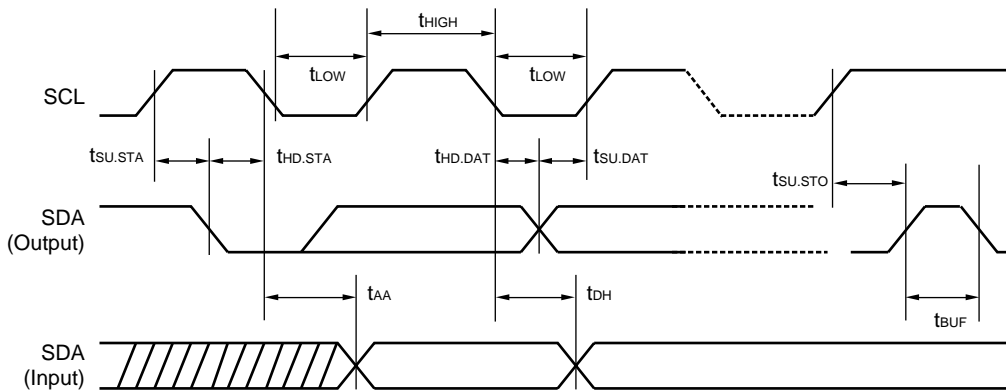 tHIGH
tLOW
tLOW
SCL
tSU.STA
tHD.STA
tHD.DAT
tSU.DAT
tSU.STO
SDA
(Output)
tAA
tDH
tBUF
SDA
(Input)